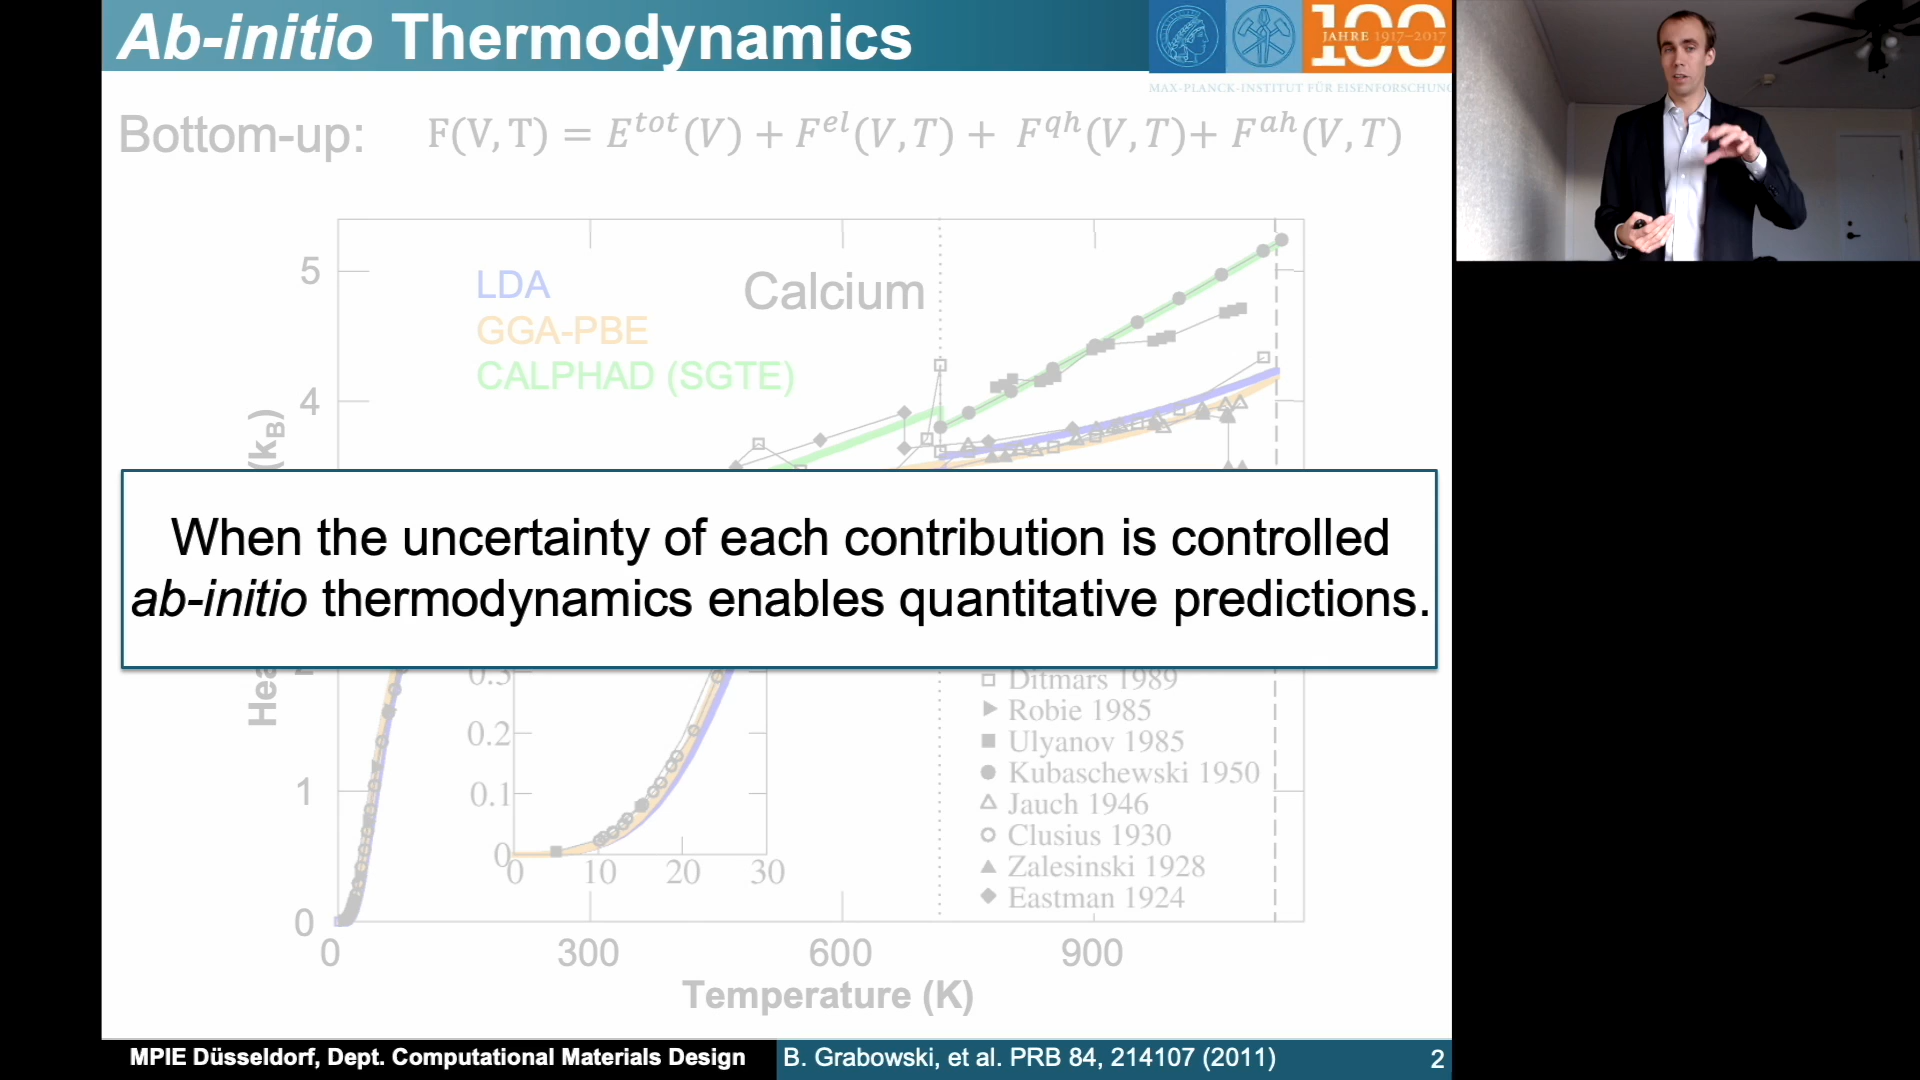 Ab-initio Thermodynamics
100
JAHRE 1917–2017
MAX-PLANCK-INSTITUT FÜR EISENFORSCHUNG
Bottom-up: F(V, T) = E^{tot}(V) + F^{el}(V,T) + F^{qh}(V,T)+ F^{ah}(V,T)
5
LDA
Calcium
GGA-PBE
CALPHAD (SGTE)
4
(k_B)
When the uncertainty of each contribution is controlled
ab-initio thermodynamics enables quantitative predictions.
Hea
0.3
0.2
0.1
0
0 10 20 30
Ditmars 1989
Robie 1985
Ulyanov 1985
Kubaschewski 1950
Jauch 1946
Clusius 1930
Zalesinski 1928
Eastman 1924
1
0
0 300 600 900
Temperature (K)
MPIE Düsseldorf, Dept. Computational Materials Design
B. Grabowski, et al. PRB 84, 214107 (2011)
2